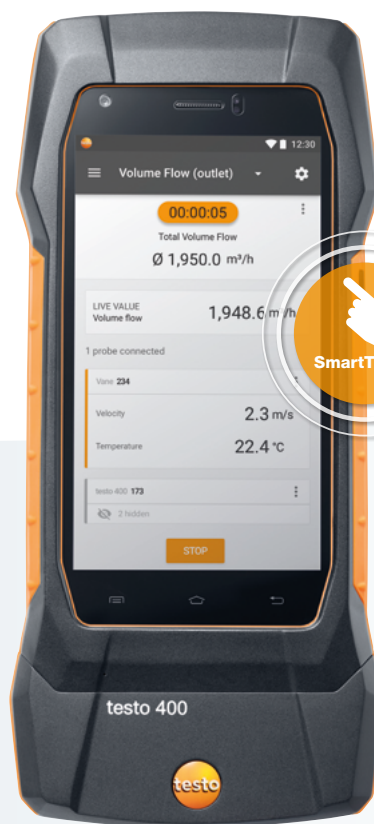 12:30
Volume Flow (outlet)
00:00:05
Total Volume Flow
Ø 1,950.0 m³/h
LIVE VALUE
Volume flow 1,948.6 m³/h
1 probe connected
Vane 234
Velocity 2.3 m/s
Temperature 22.4 °C
testo 400 173
2 hidden
STOP
testo 400
testo